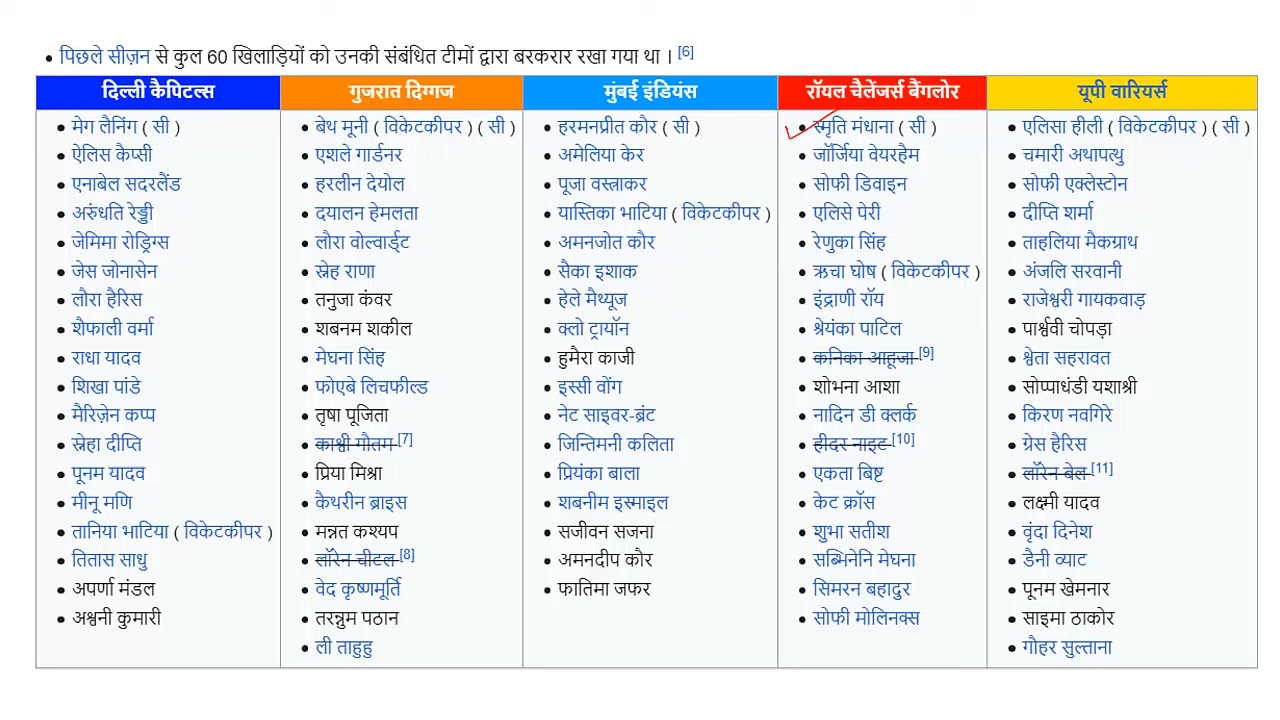 • पिछले सीज़न से कुल 60 खिलाड़ियों को उनकी संबंधित टीमों द्वारा बरकरार रखा गया था । [6]
दिल्ली कैपिटल्स
• मेग लैनिंग ( सी )
• ऐलिस कैप्सी
• एनाबेल सदरलैंड
• अरुंधति रेड्डी
• जेमिमा रोड्रिग्स
• जेस जोनासेन
• लौरा हैरिस
• शैफाली वर्मा
• राधा यादव
• शिखा पांडे
• मैरिज़ेन कप्प
• स्नेहा दीप्ति
• पूनम यादव
• मीनू मणि
• तानिया भाटिया ( विकेटकीपर )
• तितास साधु
• अपर्णा मंडल
• अश्वनी कुमारी
गुजरात दिग्गज
• बेथ मूनी ( विकेटकीपर ) ( सी )
• एशले गार्डनर
• हरलीन देयोल
• दयालन हेमलता
• लौरा वोल्वार्ड्ट
• स्नेह राणा
• तनुजा कंवर
• शबनम शकील
• मेघना सिंह
• फोएबे लिचफील्ड
• तृषा पूजिता
• काश्वी गौतम [7]
• प्रिया मिश्रा
• कैथरीन ब्राइस
• मन्नत कश्यप
• लॉरेन चीटल [8]
• वेद कृष्णमूर्ति
• तरन्नुम पठान
• ली ताहुहु
मुंबई इंडियंस
• हरमनप्रीत कौर ( सी )
• अमेलिया केर
• पूजा वस्त्राकर
• यास्तिका भाटिया ( विकेटकीपर )
• अमनजोत कौर
• सैका इशाक
• हेले मैथ्यूज
• क्लो ट्रायॉन
• हुमैरा काजी
• इस्सी वोंग
• नेट साइवर-ब्रंट
• जिन्तिमनी कलिता
• प्रियंका बाला
• शबनीम इस्माइल
• सजीवन सजना
• अमनदीप कौर
• फातिमा जफर
रॉयल चैलेंजर्स बैंगलोर
• स्मृति मंधाना ( सी )
• जॉर्जिया वेयरहैम
• सोफी डिवाइन
• एलिसे पेरी
• रेणुका सिंह
• ऋचा घोष ( विकेटकीपर )
• इंद्राणी रॉय
• श्रेयंका पाटिल
• कनिका आहूजा [9]
• शोभना आशा
• नादिन डी क्लर्क
• हीदर नाइट [10]
• एकता बिष्ट
• केट क्रॉस
• शुभा सतीश
• सब्भिनेनि मेघना
• सिमरन बहादुर
• सोफी मोलिनक्स
यूपी वारियर्स
• एलिसा हीली ( विकेटकीपर ) ( सी )
• चमारी अथापत्थु
• सोफी एक्लेस्टोन
• दीप्ति शर्मा
• ताहलिया मैकग्राथ
• अंजलि सरवानी
• राजेश्वरी गायकवाड़
• पार्श्ववी चोपड़ा
• श्वेता सहरावत
• सोप्पाधंडी यशाश्री
• किरण नवगिरे
• ग्रेस हैरिस
• लॉरेन बेल [11]
• लक्ष्मी यादव
• वृंदा दिनेश
• डैनी व्याट
• पूनम खेमनार
• साइमा ठाकोर
• गौहर सुल्ताना